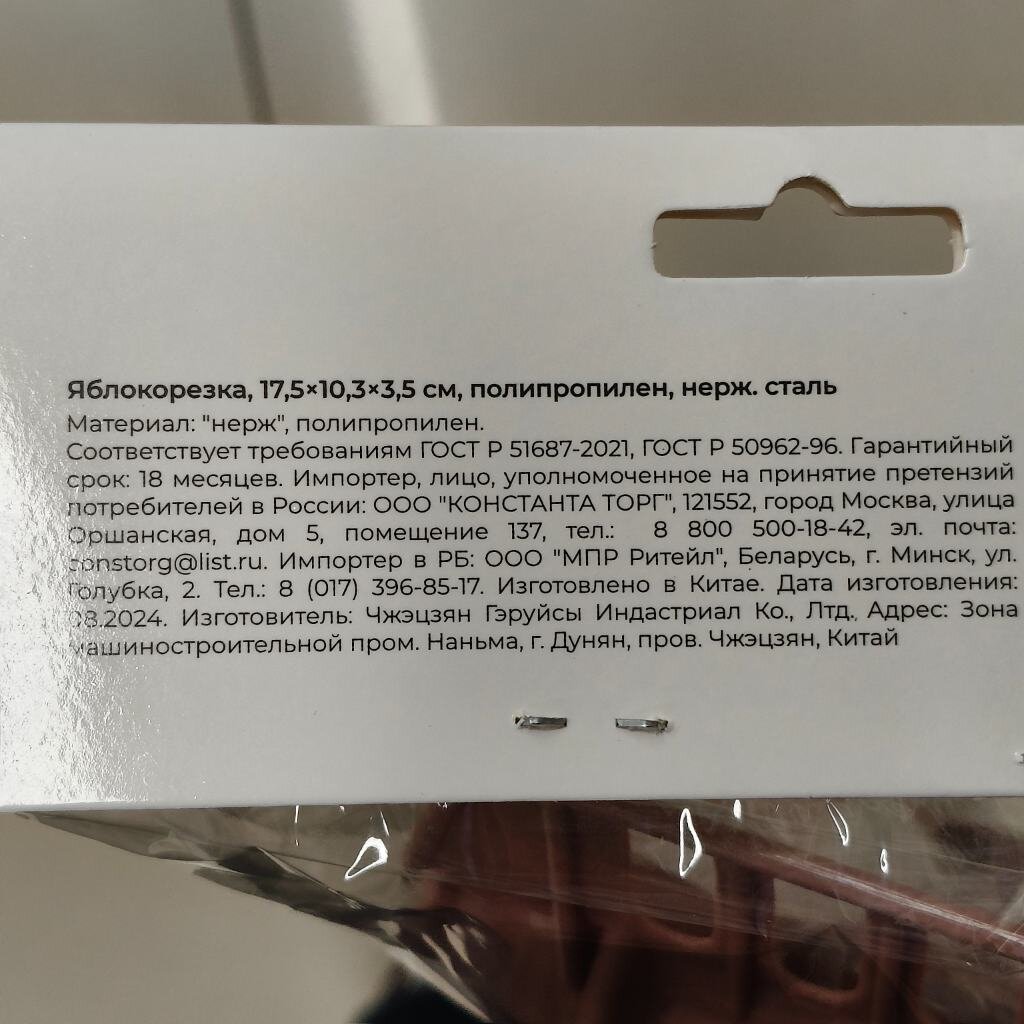 Яблокорезка, 17,5×10,3×3,5 см, полипропилен, нерж. сталь
Материал: "нерж", полипропилен.
Соответствует требованиям ГОСТ Р 51687-2021, ГОСТ Р 50962-96. Гарантийный
срок: 18 месяцев. Импортер, лицо, уполномоченное на принятие претензий
потребителей в России: ООО "КОНСТАНТА ТОРГ", 121552, город Москва, улица
Оршанская, дом 5, помещение 137, тел.: 8 800 500-18-42, эл. почта:
constorg@list.ru. Импортер в РБ: ООО "МПР Ритейл", Беларусь, г. Минск, ул.
Голубка, 2. Тел.: 8 (017) 396-85-17. Изготовлено в Китае. Дата изготовления:
08.2024. Изготовитель: Чжэцзян Гэруйсы Индастриал Ко., Лтд., Адрес: Зона
машиностроительной пром. Наньма, г. Дунян, пров. Чжэцзян, Китай